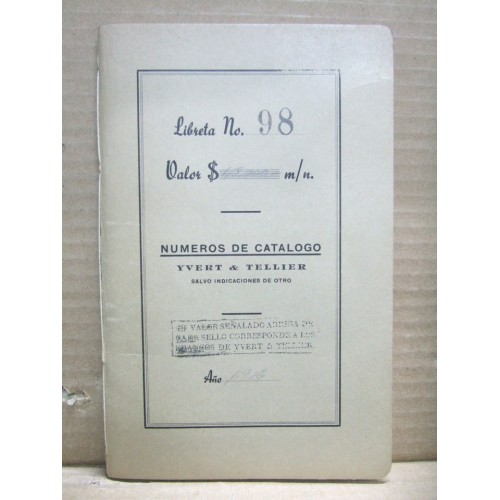 Libreta No. 98
Valor $ m/n.
NUMEROS DE CATALOGO
YVERT & TELLIER
SALVO INDICACIONES DE OTRO
EL VALOR SEÑALADO ARRIBA DE
CADA SELLO CORRESPONDE A LOS
FRANCOS DE YVERT & TELLIER
Año